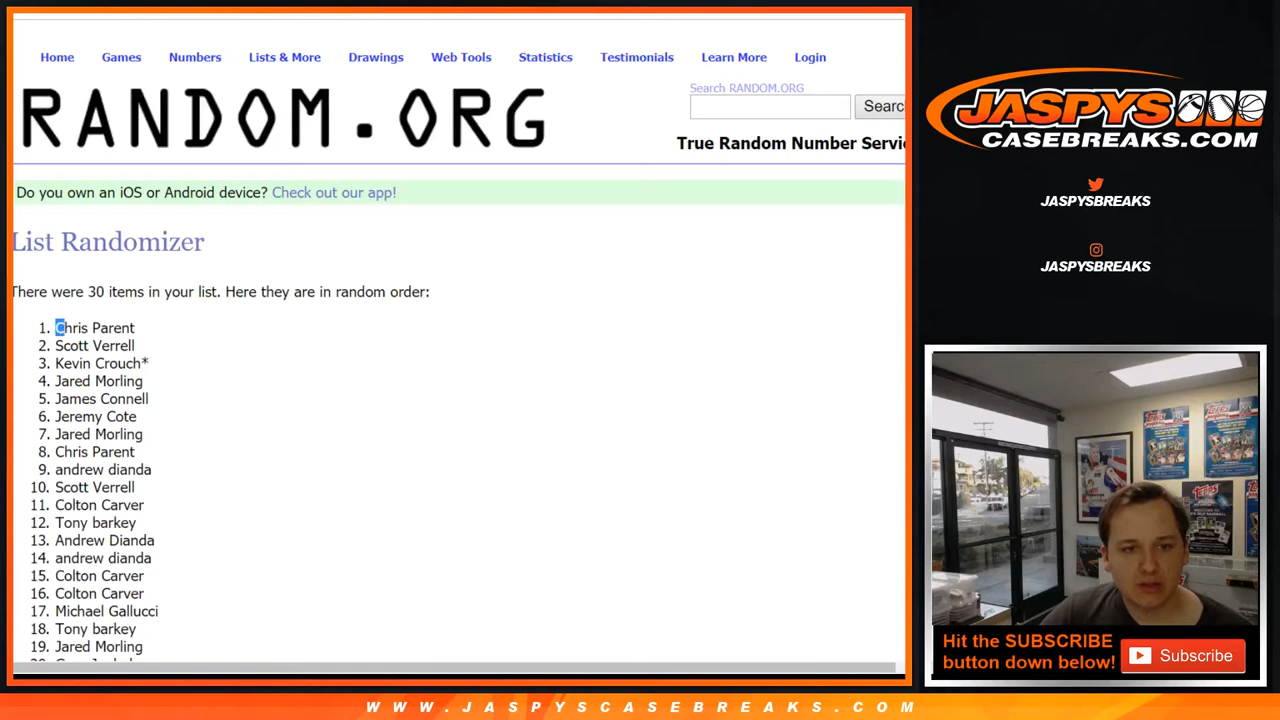 Home Games Numbers Lists & More Drawings Web Tools Statistics Testimonials Learn More Login
Search RANDOM.ORG
RANDOM.ORG
Searc
True Random Number Servi
Do you own an iOS or Android device? Check out our app!
List Randomizer
There were 30 items in your list. Here they are in random order:
1. Chris Parent
2. Scott Verrell
3. Kevin Crouch*
4. Jared Morling
5. James Connell
6. Jeremy Cote
7. Jared Morling
8. Chris Parent
9. andrew dianda
10. Scott Verrell
11. Colton Carver
12. Tony barkey
13. Andrew Dianda
14. andrew dianda
15. Colton Carver
16. Colton Carver
17. Michael Gallucci
18. Tony barkey
19. Jared Morling
JASPYS
CASEBREAKS.COM
JASPYSBREAKS
JASPYSBREAKS
TOPPS
Hit the SUBSCRIBE
button down below!
Subscribe
WWW.JASPYSCASEBREAKS.COM